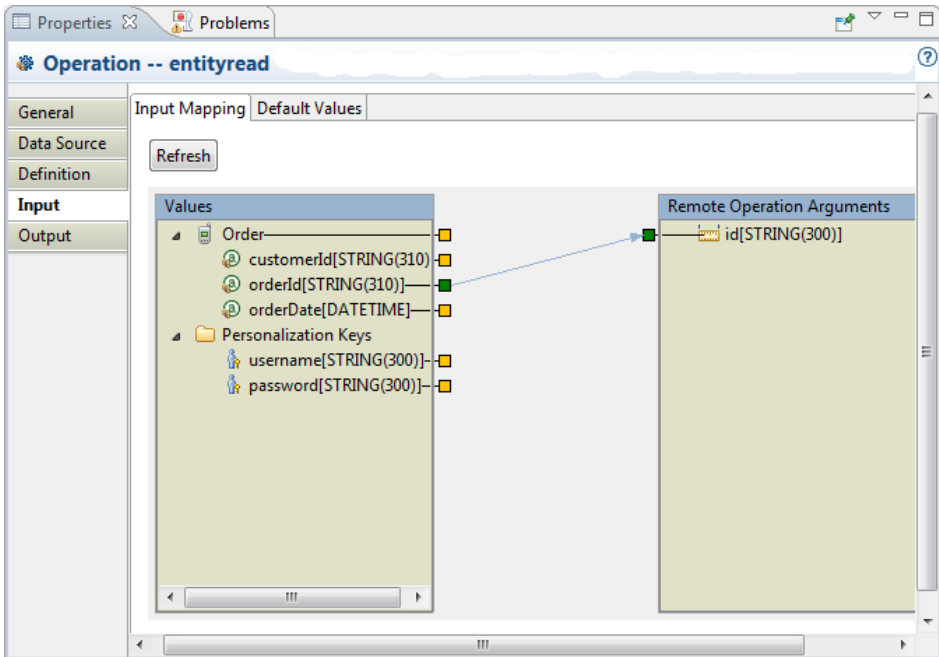 Properties Problems
Operation -- entityread
General
Data Source
Definition
Input
Output
Input Mapping Default Values
Refresh
Values
Order
customerId[STRING(310)
orderId[STRING(310)]
orderDate[DATETIME]
Personalization Keys
username[STRING(300)]
password[STRING(300)]
Remote Operation Arguments
id[STRING(300)]